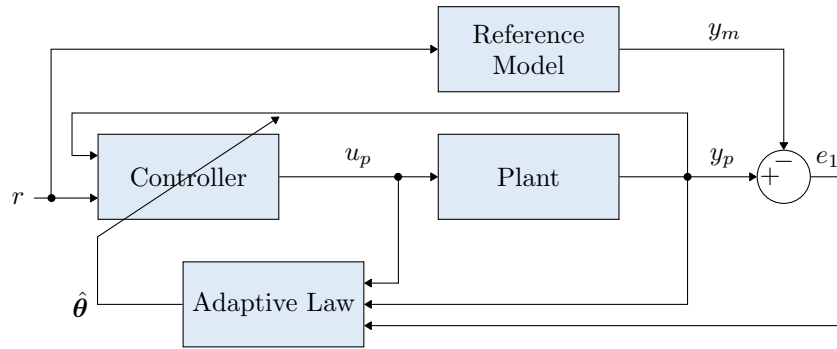 Reference
Model
y_m
Controller
u_p
Plant
y_p
−
+
e_1
r
Adaptive Law
θ̂